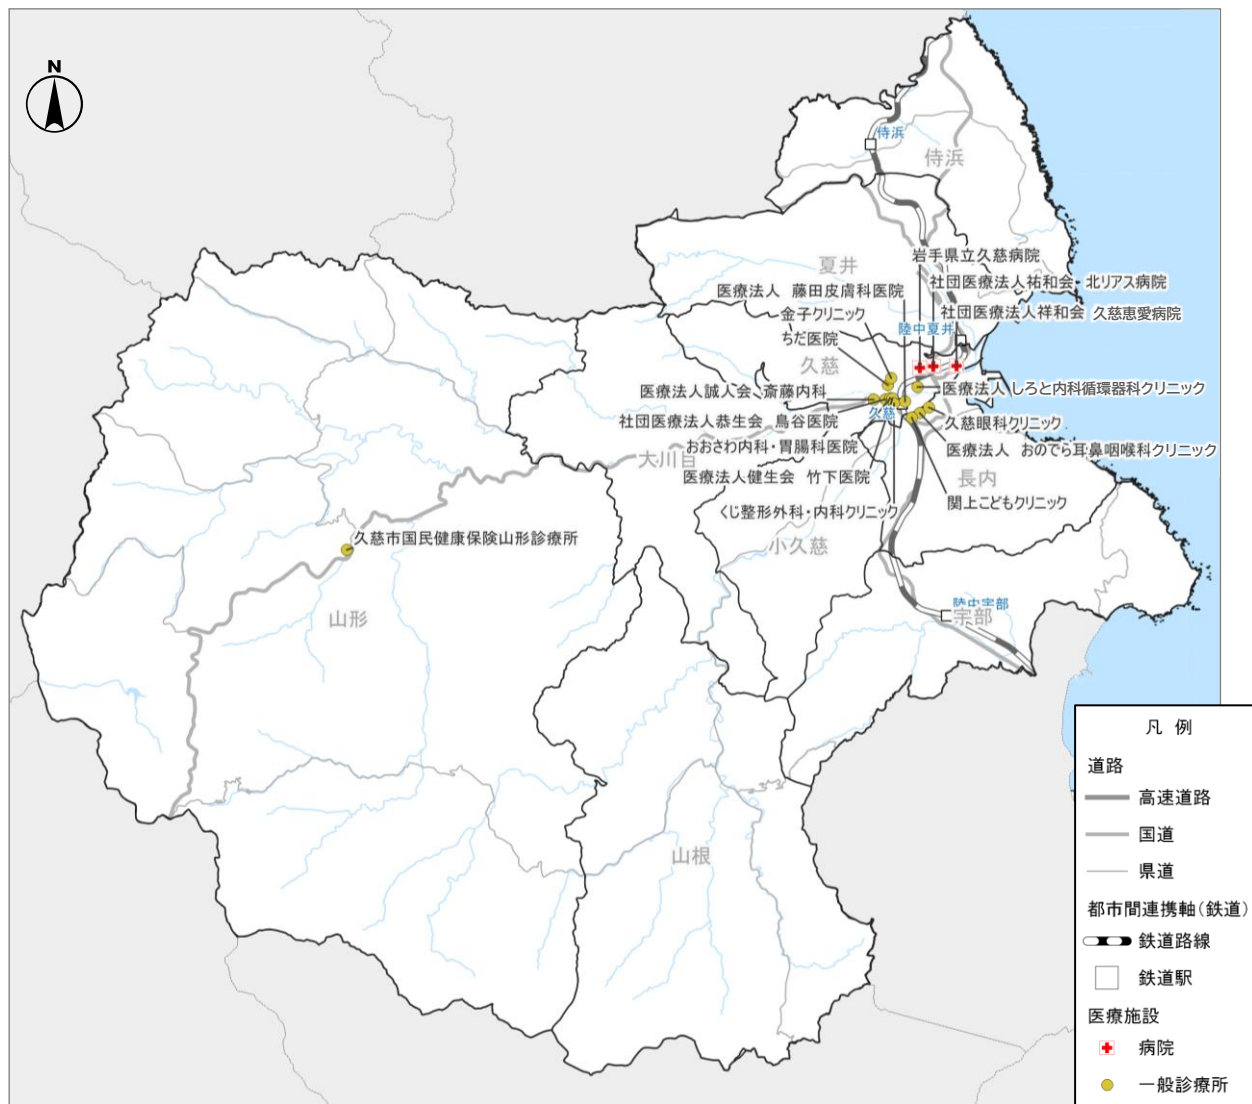 N
侍浜
侍浜
岩手県立久慈病院
夏井
社団医療法人祐和会 北リアス病院
医療法人 藤田皮膚科医院
金子クリニック
社団医療法人祥和会 久慈恵愛病院
陸中夏井
ちだ医院
久慈
医療法人誠人会 斎藤内科
医療法人 しろと内科循環器科クリニック
社団医療法人恭生会 鳥谷医院
久慈
久慈眼科クリニック
おおさわ内科・胃腸科医院
医療法人 おのでら耳鼻咽喉科クリニック
大川目
医療法人健生会 竹下医院
長内
関上こどもクリニック
くじ整形外科・内科クリニック
久慈市国民健康保険山形診療所
小久慈
陸中宇部
宇部
山形
山根
凡 例
道路
高速道路
国道
県道
都市間連携軸(鉄道)
鉄道路線
鉄道駅
医療施設
病院
一般診療所